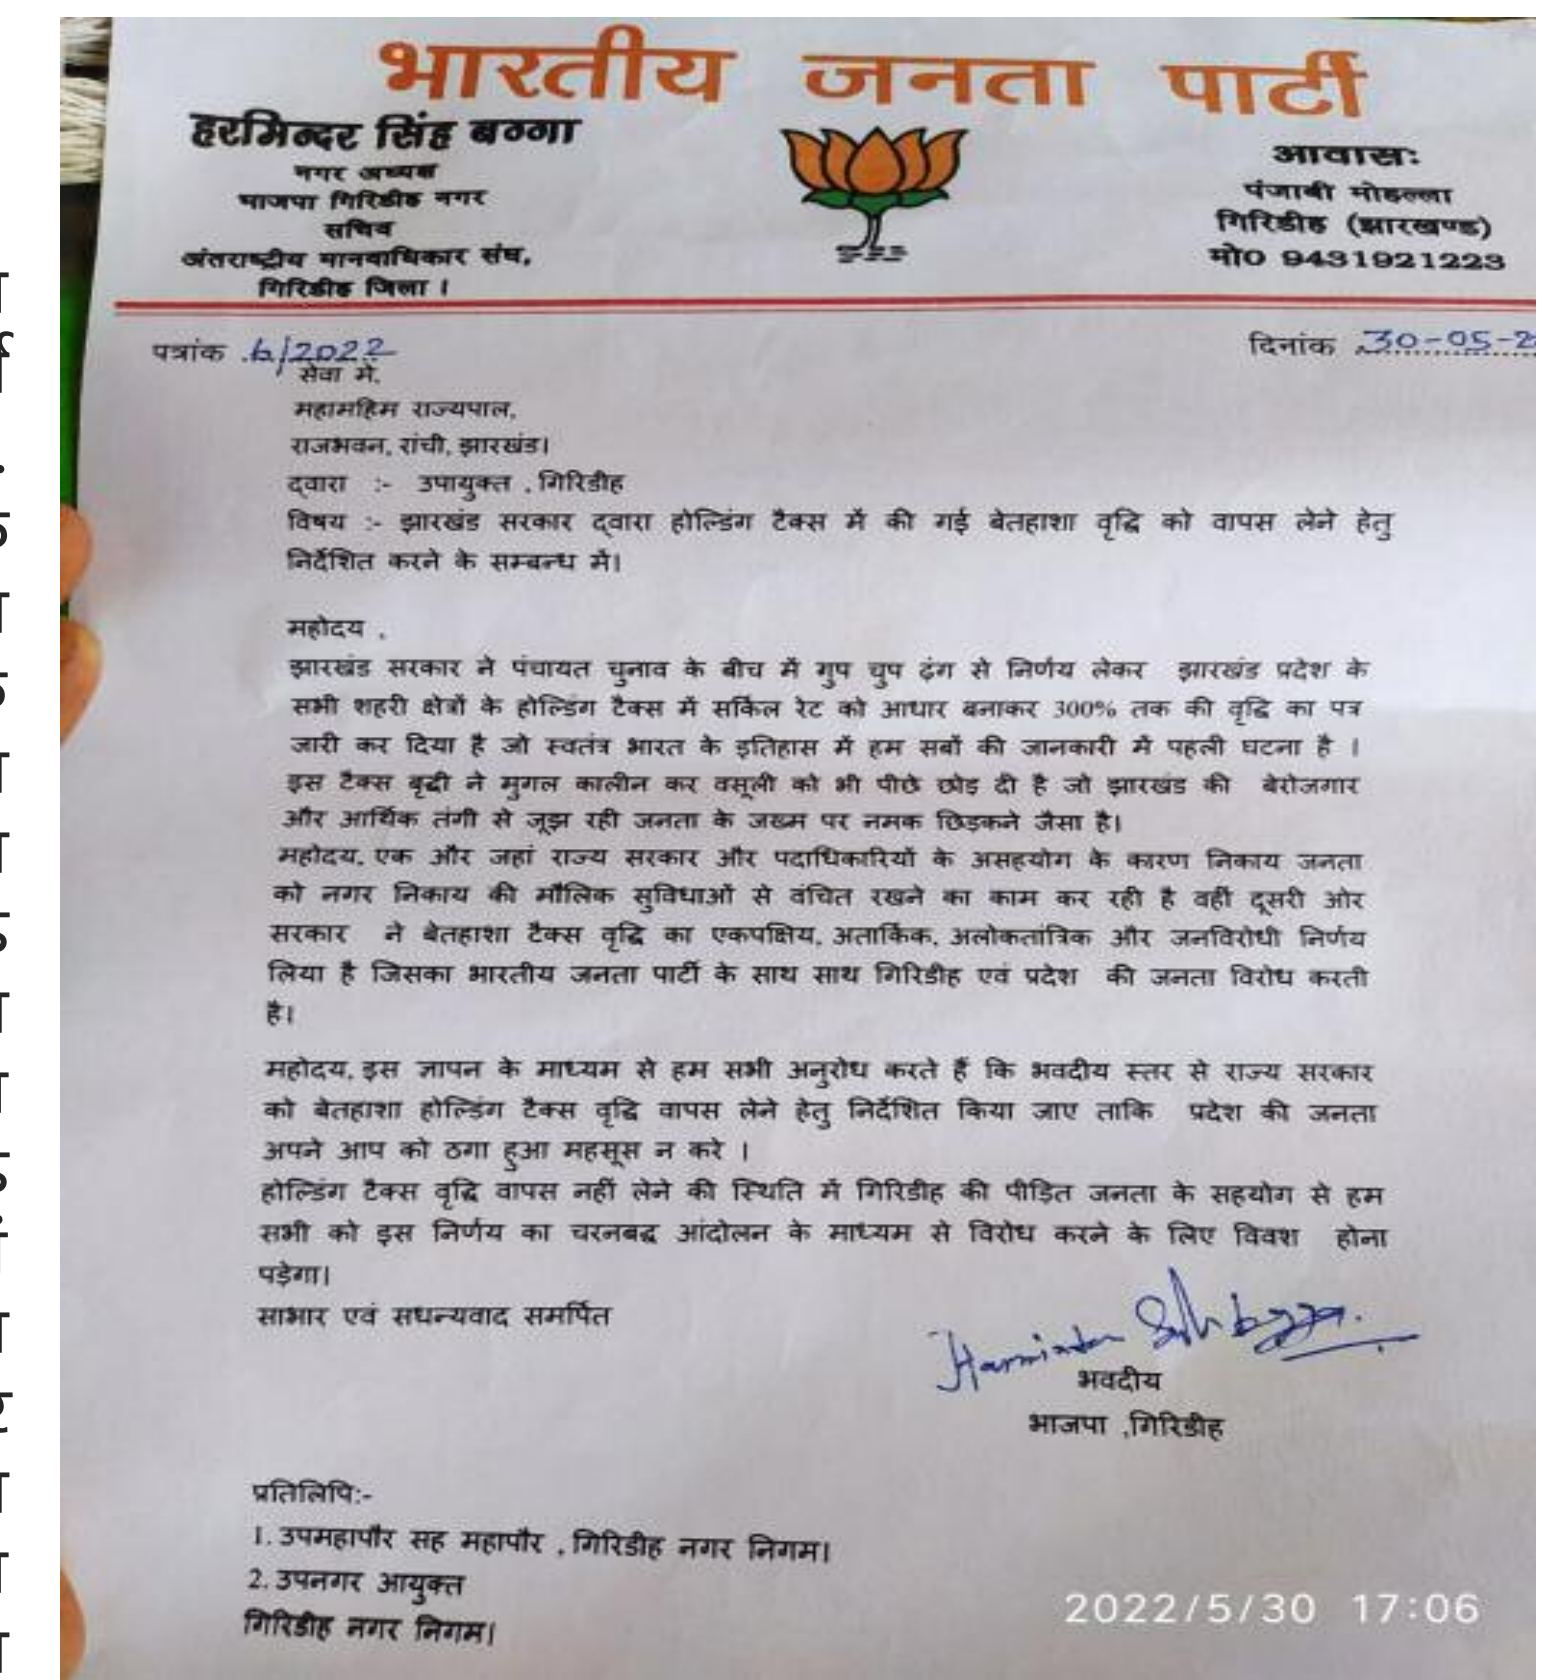 भारतीय जनता पार्टी
हरमिन्दर सिंह बग्गा
नगर अध्यक्ष
भाजपा गिरिडीह नगर
सचिव
अंतराष्ट्रीय मानवाधिकार संघ,
गिरिडीह जिला ।
आवासः
पंजाबी मोहल्ला
गिरिडीह (झारखण्ड)
मो0 9431921223
पत्रांक 6/2022
दिनांक 30-05-2
सेवा में,
महामहिम राज्यपाल,
राजभवन, रांची, झारखंड।
द्वारा :- उपायुक्त , गिरिडीह
विषय :- झारखंड सरकार द्वारा होल्डिंग टैक्स में की गई बेतहाशा वृद्धि को वापस लेने हेतु
निर्देशित करने के सम्बन्ध में।
महोदय ,
झारखंड सरकार ने पंचायत चुनाव के बीच में गुप चुप ढ़ंग से निर्णय लेकर झारखंड प्रदेश के
सभी शहरी क्षेत्रों के होल्डिंग टैक्स में सर्किल रेट को आधार बनाकर 300% तक की वृद्धि का पत्र
जारी कर दिया है जो स्वतंत्र भारत के इतिहास में हम सबों की जानकारी में पहली घटना है ।
इस टैक्स बृद्धी ने मुगल कालीन कर वसूली को भी पीछे छोड़ दी है जो झारखंड की बेरोजगार
और आर्थिक तंगी से जूझ रही जनता के जख्म पर नमक छिड़कने जैसा है।
महोदय, एक और जहां राज्य सरकार और पदाधिकारियों के असहयोग के कारण निकाय जनता
को नगर निकाय की मौलिक सुविधाओं से वंचित रखने का काम कर रही है वहीं दूसरी ओर
सरकार ने बेतहाशा टैक्स वृद्धि का एकपक्षिय, अतार्किक, अलोकतांत्रिक और जनविरोधी निर्णय
लिया है जिसका भारतीय जनता पार्टी के साथ साथ गिरिडीह एवं प्रदेश की जनता विरोध करती
है।
महोदय, इस ज्ञापन के माध्यम से हम सभी अनुरोध करते हैं कि भवदीय स्तर से राज्य सरकार
को बेतहाशा होल्डिंग टैक्स वृद्धि वापस लेने हेतु निर्देशित किया जाए ताकि प्रदेश की जनता
अपने आप को ठगा हुआ महसूस न करे ।
होल्डिंग टैक्स वृद्धि वापस नहीं लेने की स्थिति में गिरिडीह की पीड़ित जनता के सहयोग से हम
सभी को इस निर्णय का चरनबद्ध आंदोलन के माध्यम से विरोध करने के लिए विवश होना
पड़ेगा।
साभार एवं सधन्यवाद समर्पित
Harminder Singh bagga.
भवदीय
भाजपा ,गिरिडीह
प्रतिलिपि:-
1. उपमहापौर सह महापौर , गिरिडीह नगर निगम।
2. उपनगर आयुक्त
गिरिडीह नगर निगम।
2022/5/30 17:06